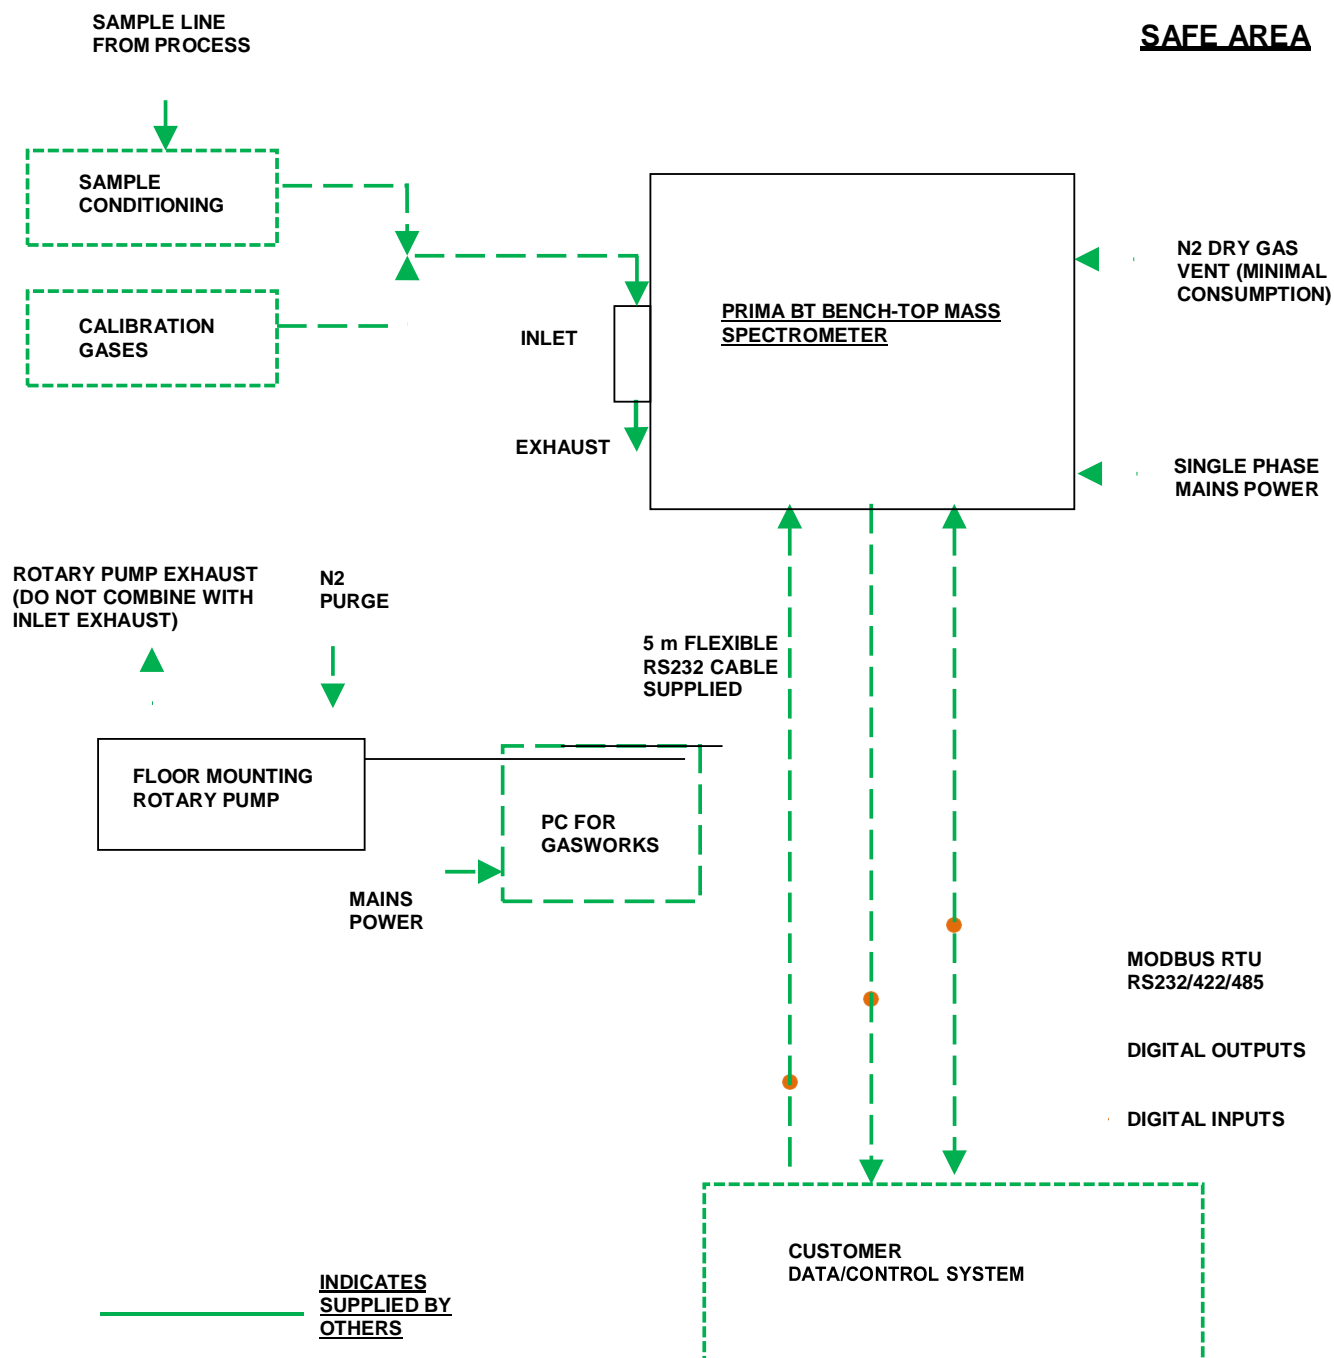 SAMPLE LINE
FROM PROCESS
SAFE AREA
SAMPLE
CONDITIONING
CALIBRATION
GASES
INLET
EXHAUST
PRIMA BT BENCH-TOP MASS
SPECTROMETER
N2 DRY GAS
VENT (MINIMAL
CONSUMPTION)
SINGLE PHASE
MAINS POWER
ROTARY PUMP EXHAUST
(DO NOT COMBINE WITH
INLET EXHAUST)
N2
PURGE
5 m FLEXIBLE
RS232 CABLE
SUPPLIED
FLOOR MOUNTING
ROTARY PUMP
PC FOR
GASWORKS
MAINS
POWER
MODBUS RTU
RS232/422/485
DIGITAL OUTPUTS
DIGITAL INPUTS
CUSTOMER
DATA/CONTROL SYSTEM
INDICATES
SUPPLIED BY
OTHERS